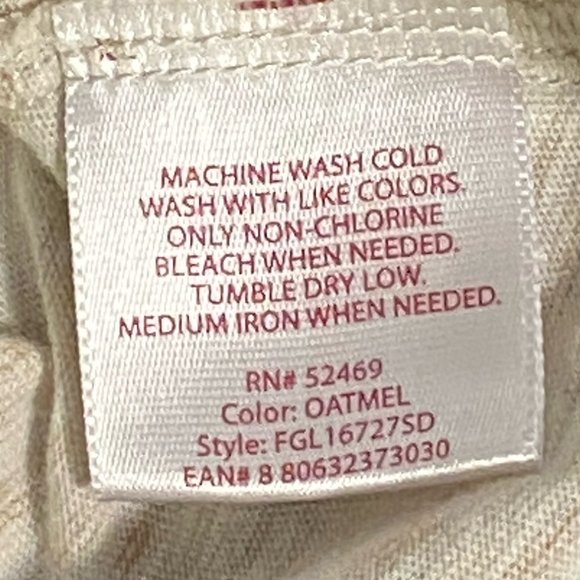 MACHINE WASH COLD
WASH WITH LIKE COLORS.
ONLY NON-CHLORINE
BLEACH WHEN NEEDED.
TUMBLE DRY LOW.
MEDIUM IRON WHEN NEEDED.
RN# 52469
Color: OATMEL
Style: FGL16727SD
EAN# 8 80632373030